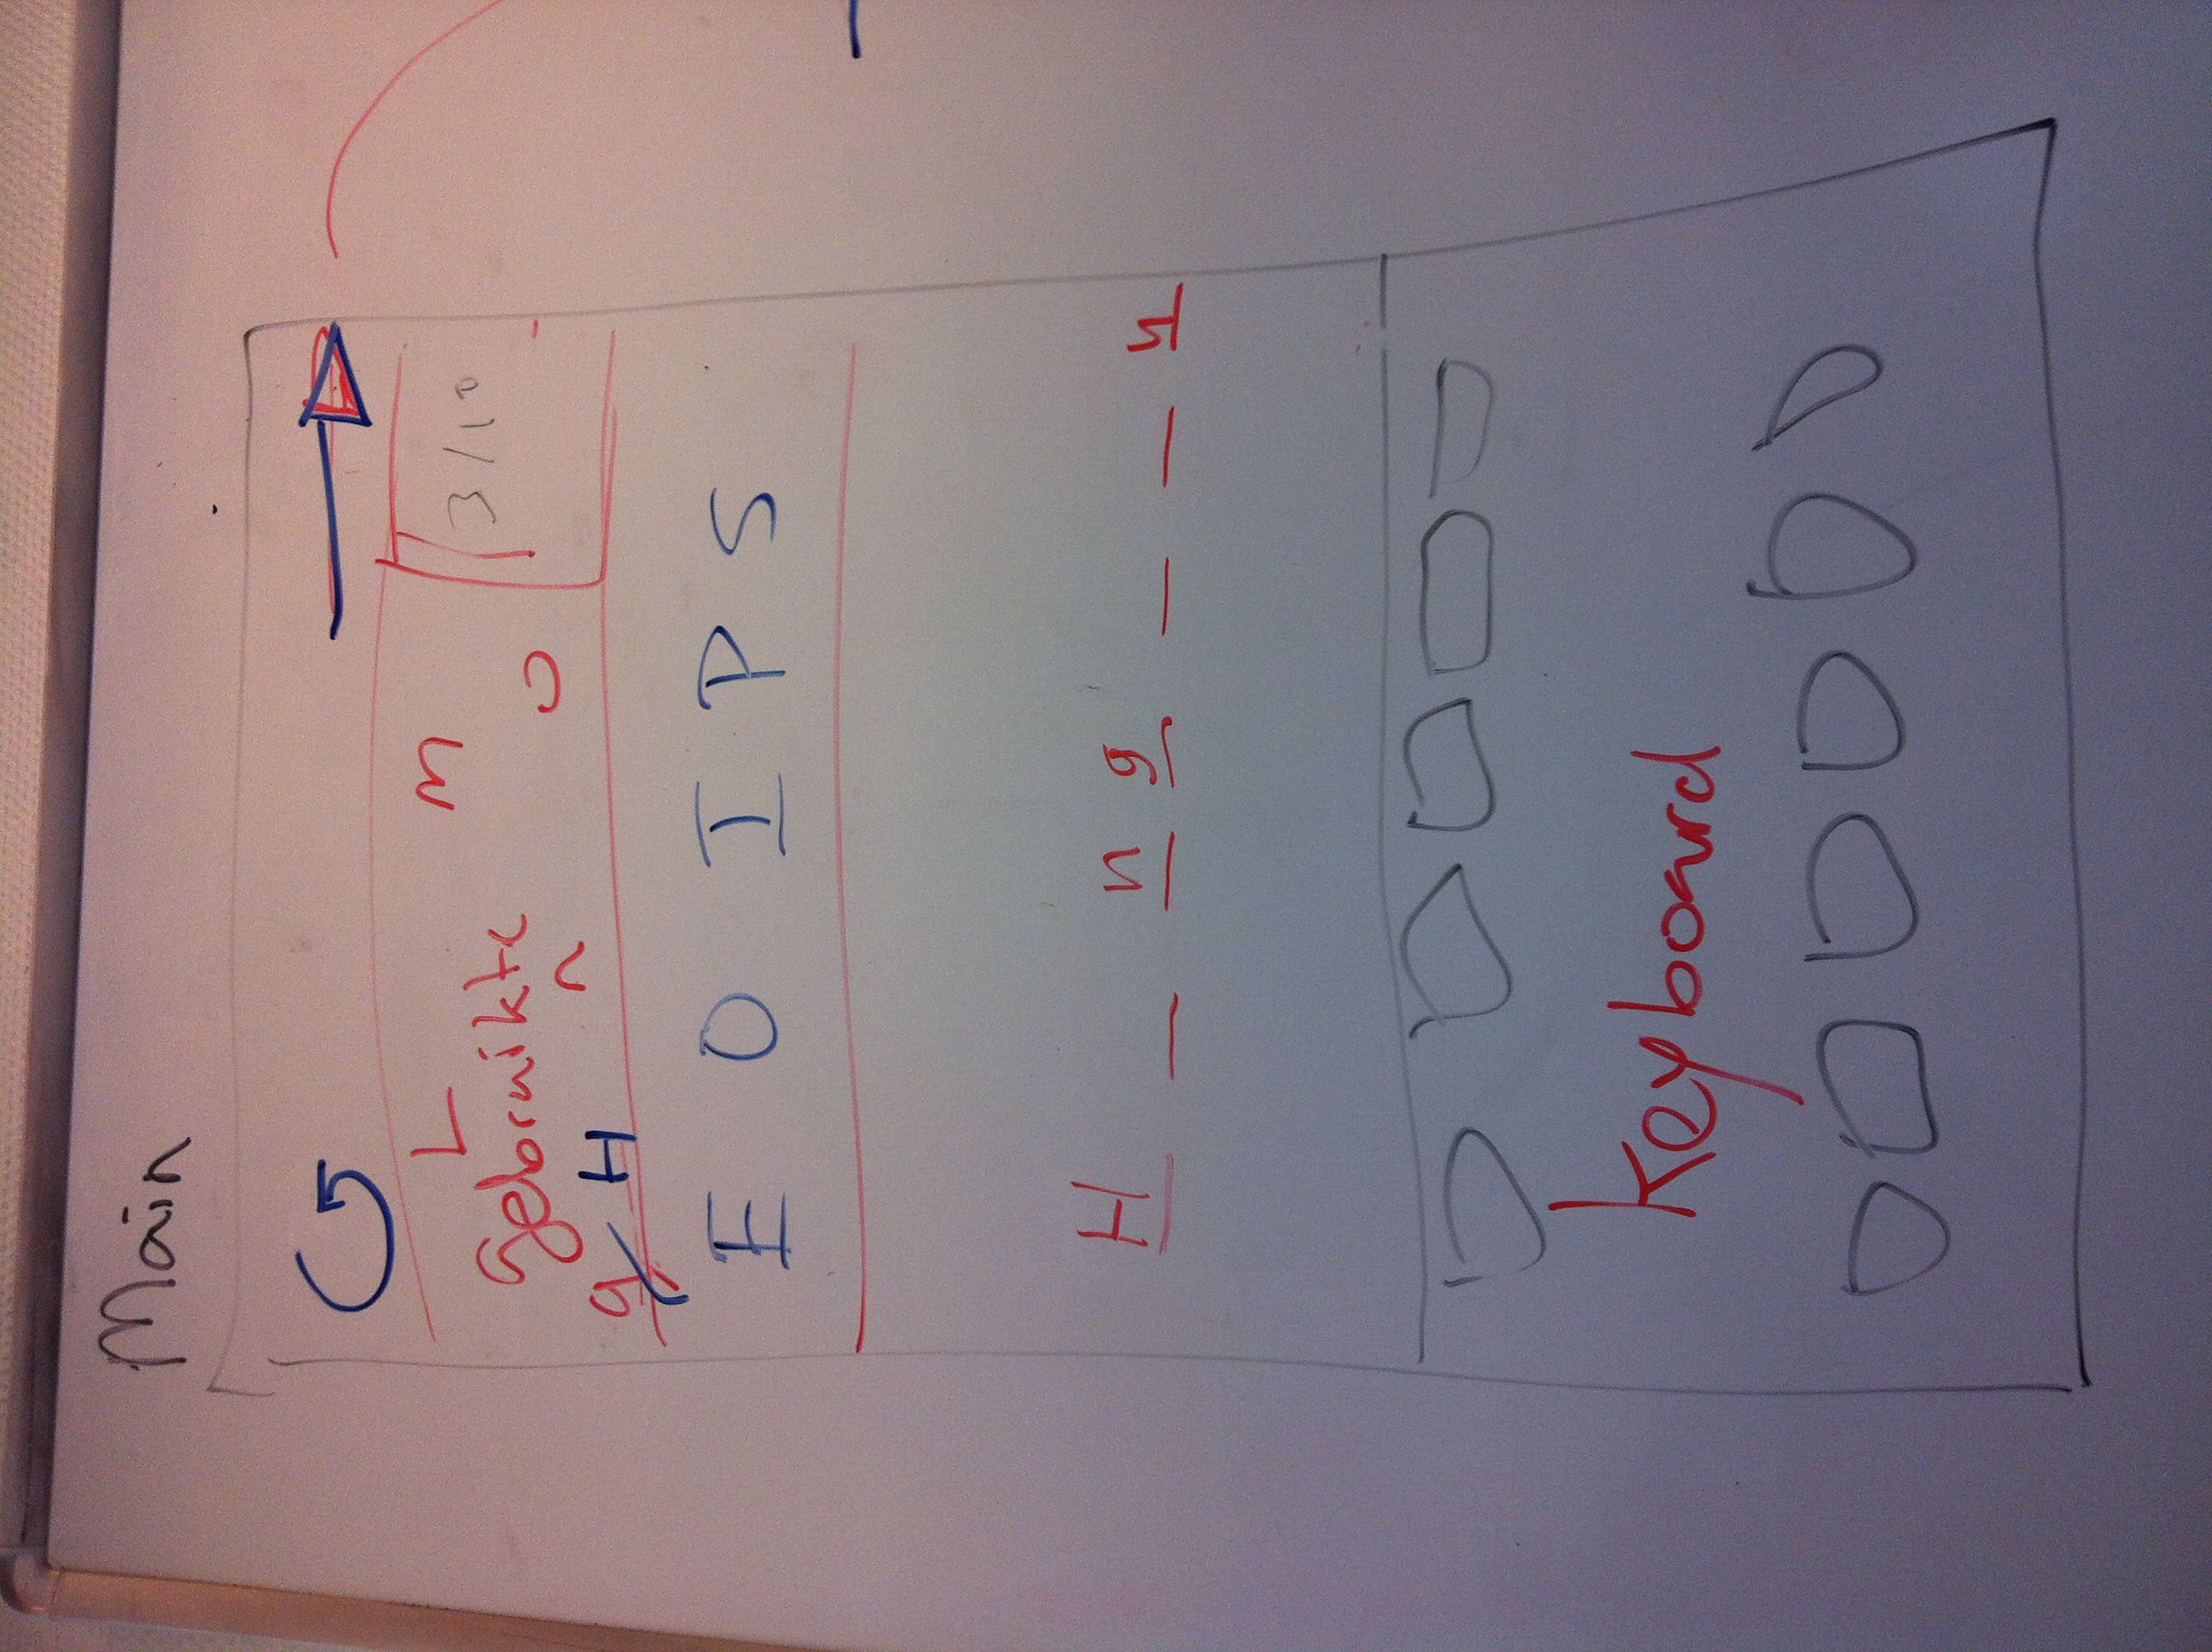 Main
L M
gebruikte 3/10
n O
g H
E O I P S
H _ n g _ _ n
Keyboard